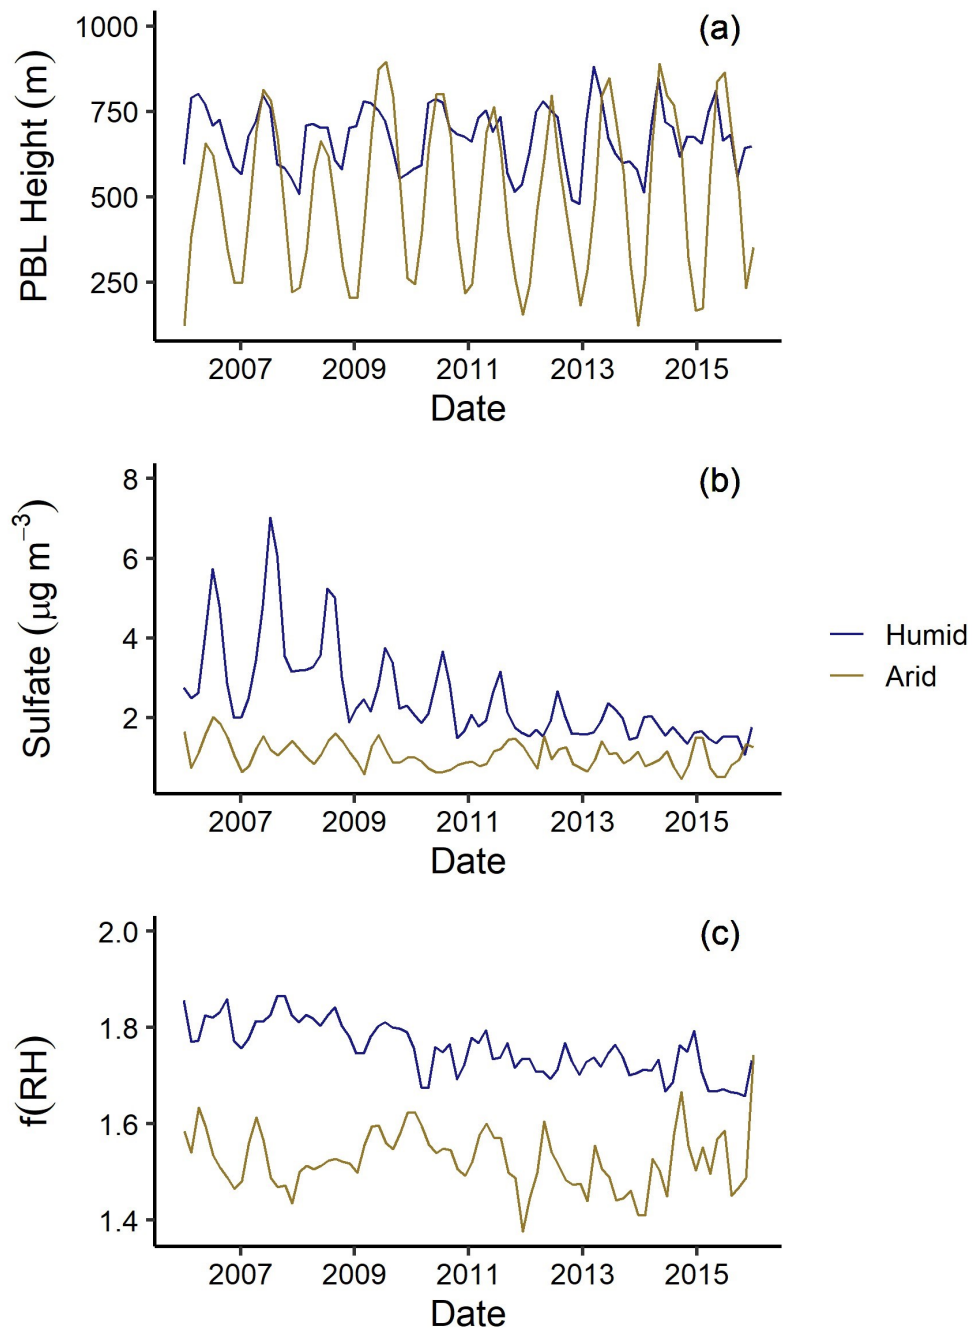 (a)
1000
750
500
250
PBL Height (m)
2007 2009 2011 2013 2015
Date
(b)
8
6
4
2
Sulfate (μg m⁻³)
2007 2009 2011 2013 2015
Date
Humid
Arid
(c)
2.0
1.8
1.6
1.4
f(RH)
2007 2009 2011 2013 2015
Date